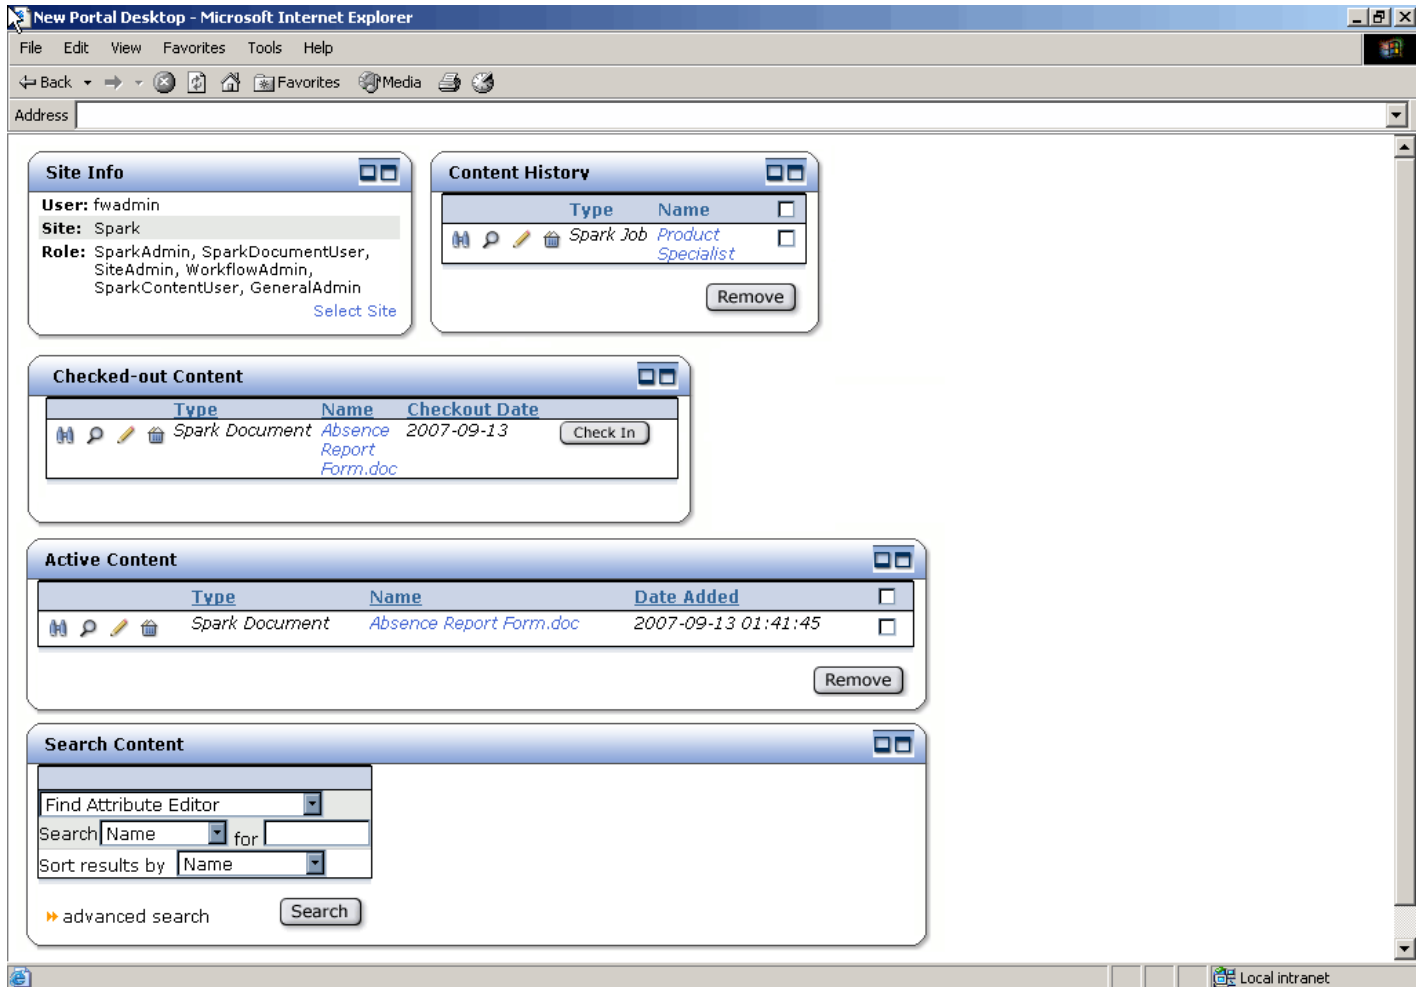 New Portal Desktop - Microsoft Internet Explorer
File Edit View Favorites Tools Help
Back Favorites Media
Address
Site Info
User: fwadmin
Site: Spark
Role: SparkAdmin, SparkDocumentUser,
SiteAdmin, WorkflowAdmin,
SparkContentUser, GeneralAdmin
Select Site
Content History
Type Name
Spark Job Product
Specialist
Remove
Checked-out Content
Type Name Checkout Date
Spark Document Absence 2007-09-13 Check In
Report
Form.doc
Active Content
Type Name Date Added
Spark Document Absence Report Form.doc 2007-09-13 01:41:45
Remove
Search Content
Find Attribute Editor
Search Name for
Sort results by Name
advanced search Search
Local intranet